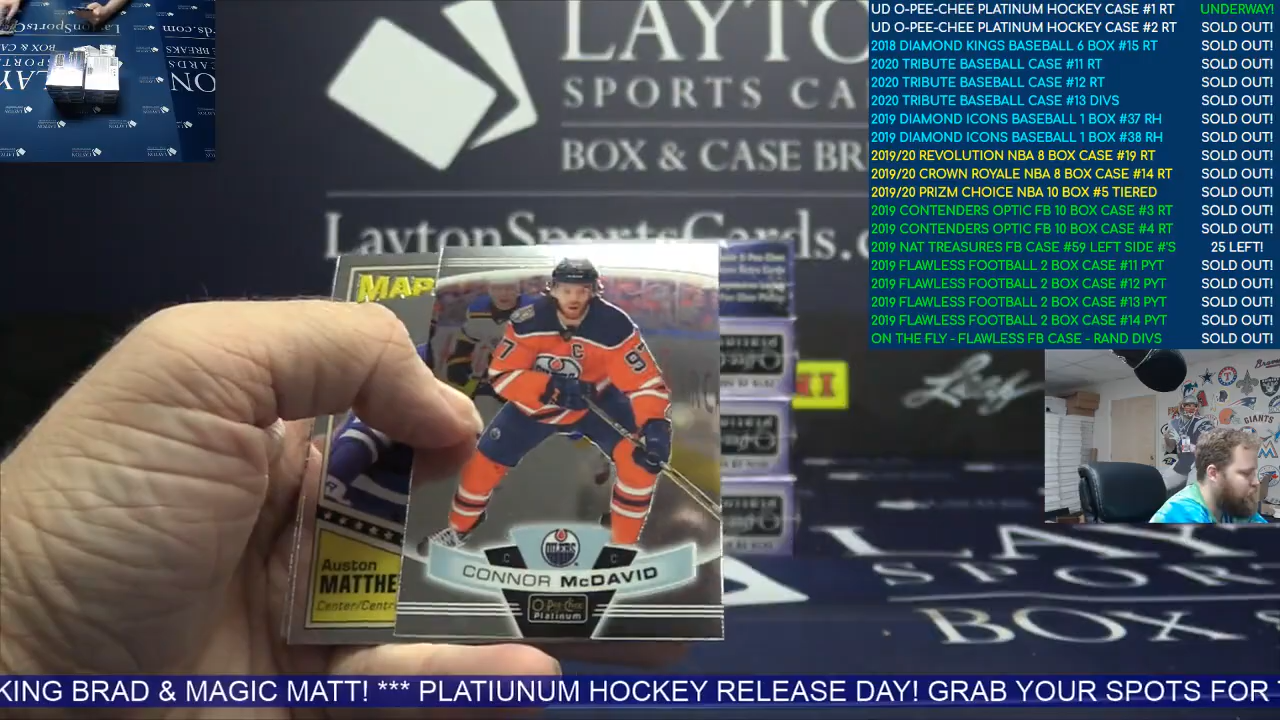 UD O-PEE-CHEE PLATINUM HOCKEY CASE #1 RT UNDERWAY!
UD O-PEE-CHEE PLATINUM HOCKEY CASE #2 RT SOLD OUT!
2018 DIAMOND KINGS BASEBALL 6 BOX #15 RT SOLD OUT!
2020 TRIBUTE BASEBALL CASE #11 RT SOLD OUT!
2020 TRIBUTE BASEBALL CASE #12 RT SOLD OUT!
2020 TRIBUTE BASEBALL CASE #13 DIVS SOLD OUT!
2019 DIAMOND ICONS BASEBALL 1 BOX #37 RH SOLD OUT!
2019 DIAMOND ICONS BASEBALL 1 BOX #38 RH SOLD OUT!
2019/20 REVOLUTION NBA 8 BOX CASE #19 RT SOLD OUT!
2019/20 CROWN ROYALE NBA 8 BOX CASE #14 RT SOLD OUT!
2019/20 PRIZM CHOICE NBA 10 BOX #5 TIERED SOLD OUT!
2019 CONTENDERS OPTIC FB 10 BOX CASE #3 RT SOLD OUT!
2019 CONTENDERS OPTIC FB 10 BOX CASE #4 RT SOLD OUT!
2019 NAT TREASURES FB CASE #59 LEFT SIDE #'S 25 LEFT!
2019 FLAWLESS FOOTBALL 2 BOX CASE #11 PYT SOLD OUT!
2019 FLAWLESS FOOTBALL 2 BOX CASE #12 PYT SOLD OUT!
2019 FLAWLESS FOOTBALL 2 BOX CASE #13 PYT SOLD OUT!
2019 FLAWLESS FOOTBALL 2 BOX CASE #14 PYT SOLD OUT!
ON THE FLY - FLAWLESS FB CASE - RAND DIVS SOLD OUT!
LAYTON
SPORTS CA
BOX & CASE BR
LaytonSportsCards.c
MAP
97
C
OILERS
C
CONNOR McDAVID
O-Pee-Chee
Platinum
Auston
MATTHE
Center/Centr
Leaf
GIANTS
LAY
SPORTS
BOX
KING BRAD & MAGIC MATT! *** PLATIUNUM HOCKEY RELEASE DAY! GRAB YOUR SPOTS FOR